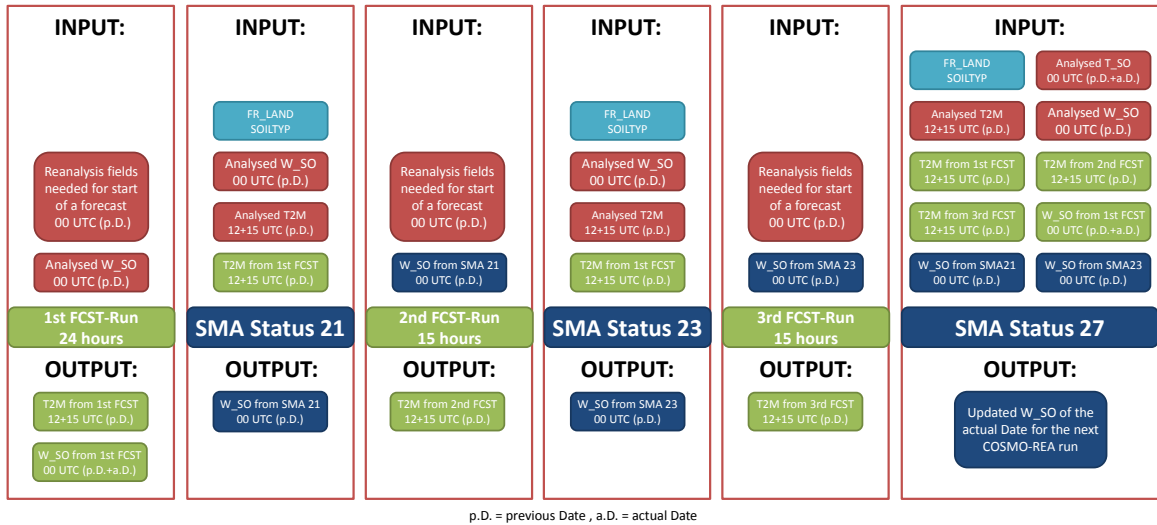 INPUT:
Reanalysis fields
needed for start
of a forecast
00 UTC (p.D.)
Analysed W_SO
00 UTC (p.D.)
1st FCST-Run
24 hours
OUTPUT:
T2M from 1st FCST
12+15 UTC (p.D.)
W_SO from 1st FCST
00 UTC (p.D.+a.D.)
INPUT:
FR_LAND
SOILTYP
Analysed W_SO
00 UTC (p.D.)
Analysed T2M
12+15 UTC (p.D.)
T2M from 1st FCST
12+15 UTC (p.D.)
SMA Status 21
OUTPUT:
W_SO from SMA 21
00 UTC (p.D.)
INPUT:
Reanalysis fields
needed for start
of a forecast
00 UTC (p.D.)
W_SO from SMA 21
(p.D.)
2nd FCST-Run
15 hours
OUTPUT:
T2M from 2nd FCST
12+15 UTC (p.D.)
INPUT:
FR_LAND
SOILTYP
Analysed W_SO
00 UTC (p.D.)
Analysed T2M
12+15 UTC (p.D.)
T2M from 1st FCST
12+15 UTC (p.D.)
SMA Status 23
OUTPUT:
W_SO from SMA 23
00 UTC (p.D.)
INPUT:
Reanalysis fields
needed for start
of a forecast
00 UTC (p.D.)
W_SO from SMA 23
(p.D.)
3rd FCST-Run
15 hours
OUTPUT:
T2M from 3rd FCST
12+15 UTC (p.D.)
INPUT:
FR_LAND
SOILTYP
Analysed T_SO
00 UTC (p.D.+a.D.)
Analysed T2M
12+15 UTC (p.D.)
Analysed W_SO
00 UTC (p.D.)
T2M from 1st FCST
12+15 UTC (p.D.)
T2M from 2nd FCST
12+15 UTC (p.D.)
T2M from 3rd FCST
12+15 UTC (p.D.)
W_SO from 1st FCST
00 UTC (p.D.+a.D.)
W_SO from SMA21
00 UTC (p.D.)
W_SO from SMA23
00 UTC (p.D.)
SMA Status 27
OUTPUT:
Updated W_SO of the
actual Date for the next
COSMO-REA run
p.D. = previous Date , a.D. = actual Date